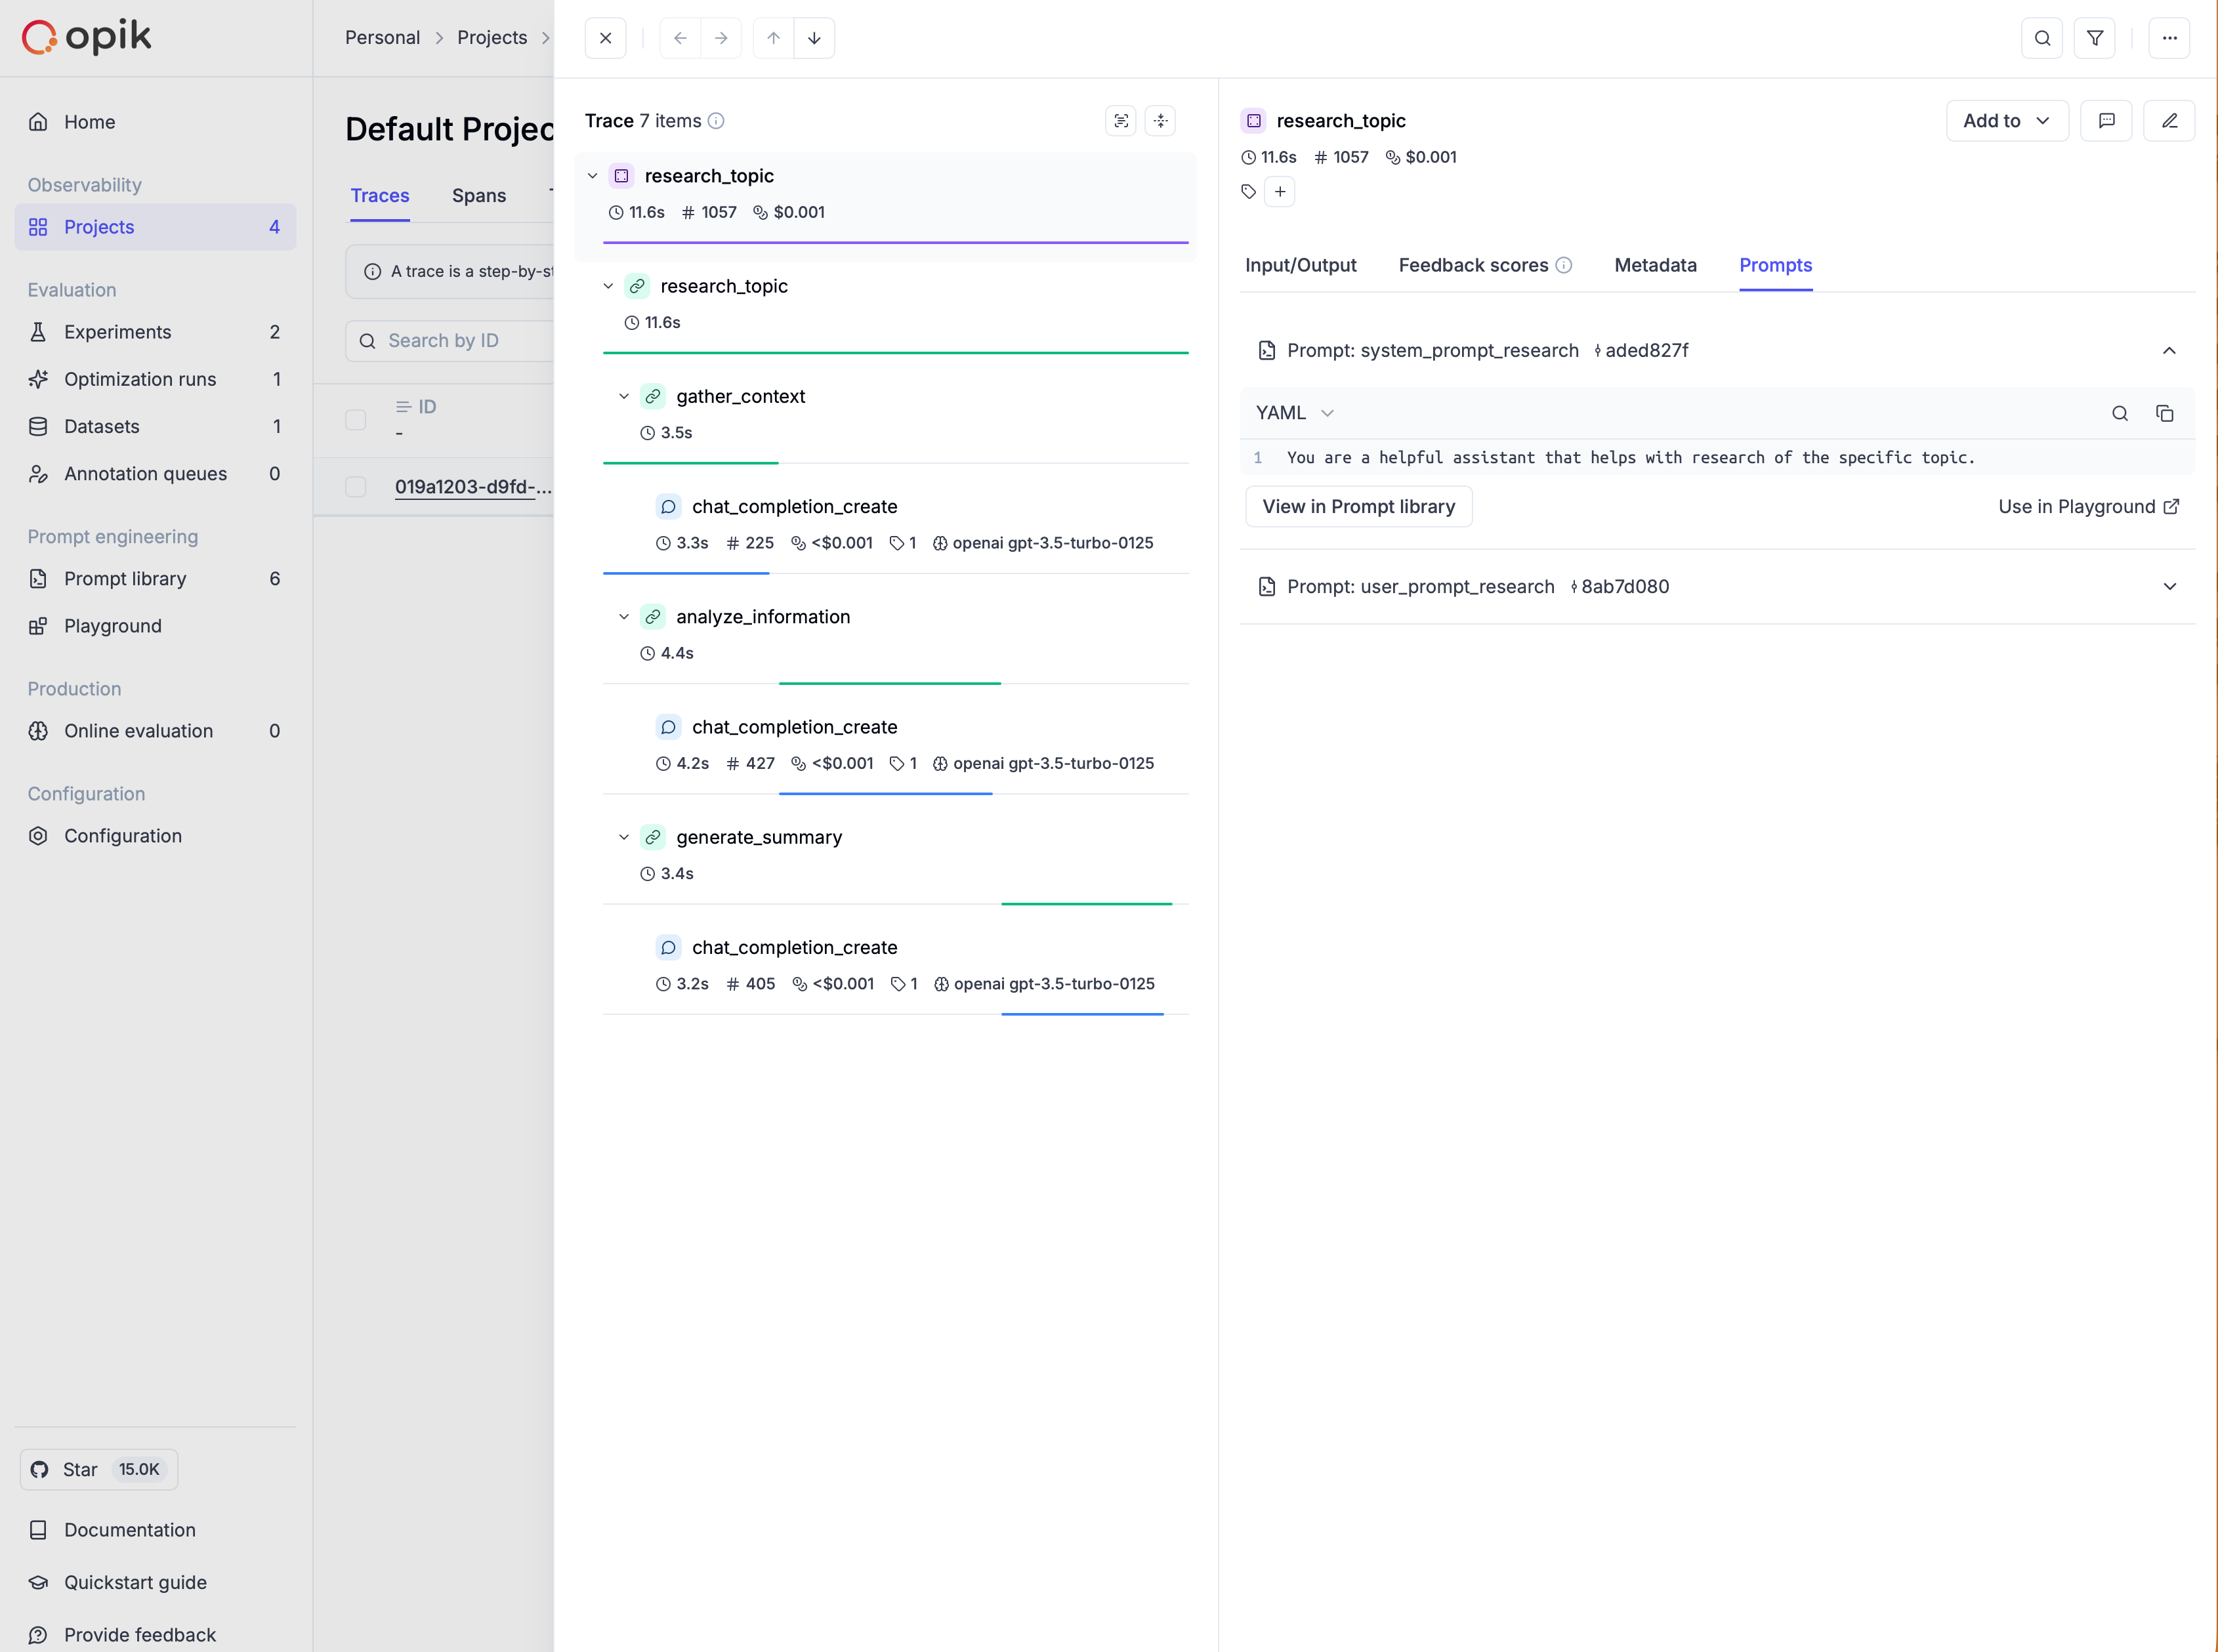 opik
Home
Observability
Projects 4
Evaluation
Experiments 2
Optimization runs 1
Datasets 1
Annotation queues 0
Prompt engineering
Prompt library 6
Playground
Production
Online evaluation 0
Configuration
Configuration
Star 15.0K
Documentation
Quickstart guide
Provide feedback
Personal > Projects >
Default Projec
Traces Spans
A trace is a step-by-st
Search by ID
ID
-
019a1203-d9fd-...
Trace 7 items
research_topic
11.6s # 1057 $0.001
research_topic
11.6s
gather_context
3.5s
chat_completion_create
3.3s # 225 <$0.001 1 openai gpt-3.5-turbo-0125
analyze_information
4.4s
chat_completion_create
4.2s # 427 <$0.001 1 openai gpt-3.5-turbo-0125
generate_summary
3.4s
chat_completion_create
3.2s # 405 <$0.001 1 openai gpt-3.5-turbo-0125
research_topic
Add to
11.6s # 1057 $0.001
Input/Output Feedback scores Metadata Prompts
Prompt: system_prompt_research aded827f
YAML
1 You are a helpful assistant that helps with research of the specific topic.
View in Prompt library
Use in Playground
Prompt: user_prompt_research 8ab7d080